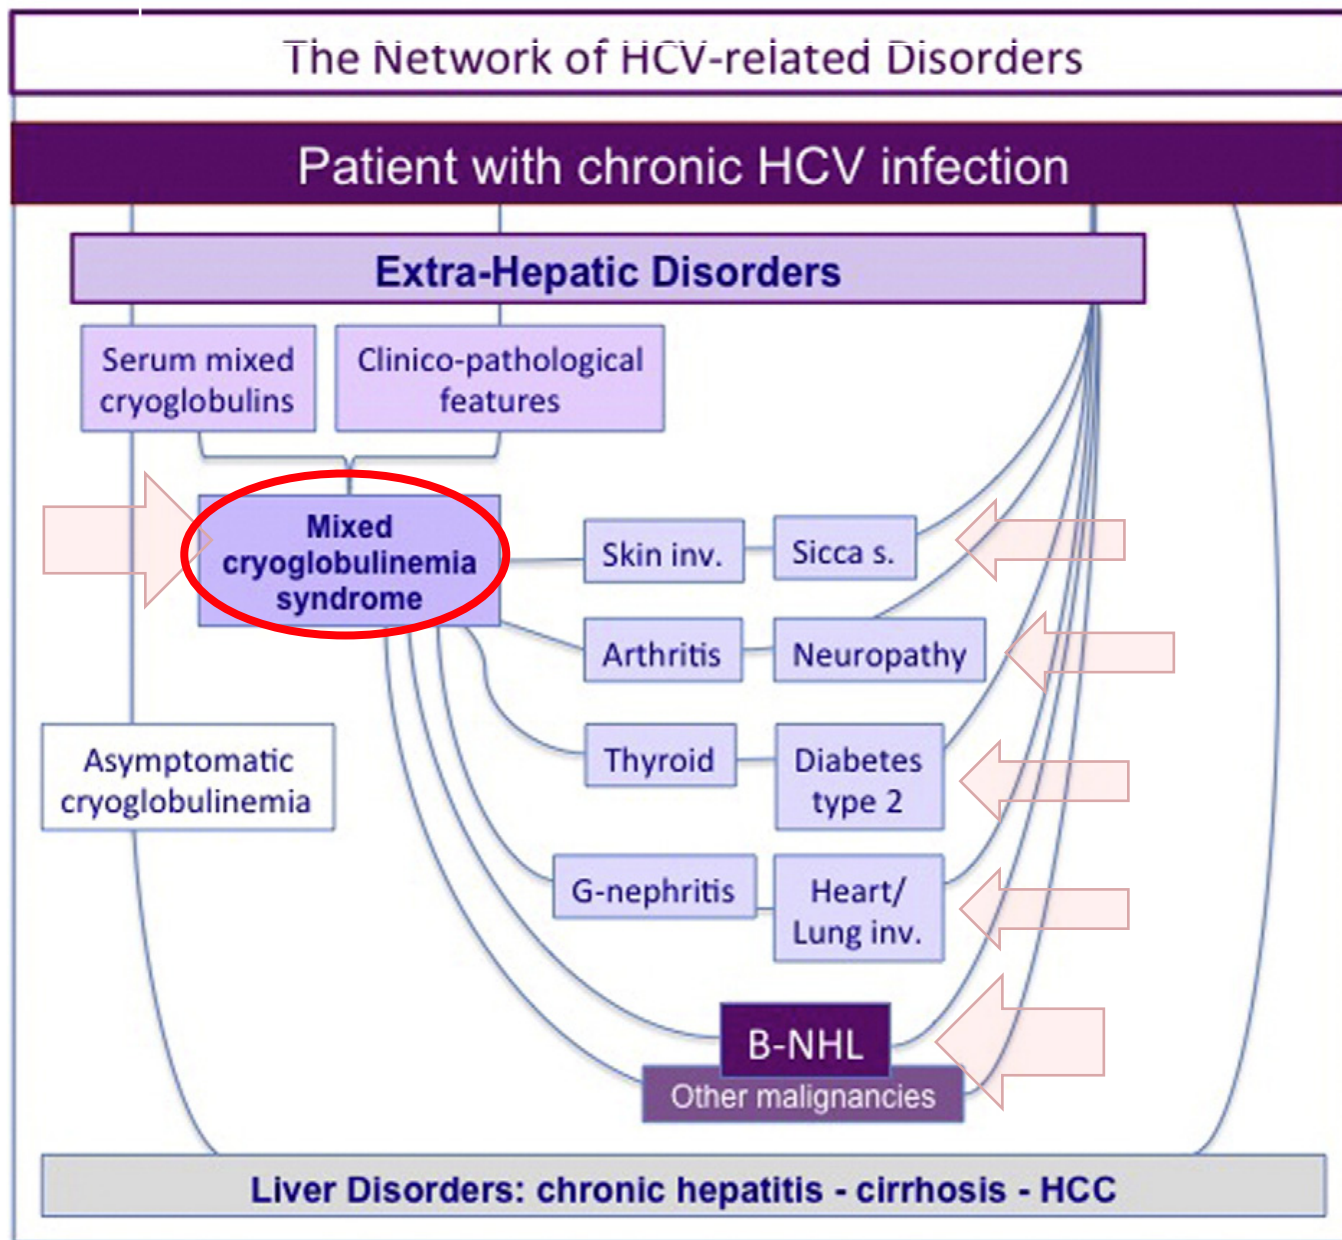 The Network of HCV-related Disorders
Patient with chronic HCV infection
Extra-Hepatic Disorders
Serum mixed
cryoglobulins
Clinico-pathological
features
Mixed
cryoglobulinemia
syndrome
Skin inv.
Sicca s.
Arthritis
Neuropathy
Asymptomatic
cryoglobulinemia
Thyroid
Diabetes
type 2
G-nephritis
Heart/
Lung inv.
B-NHL
Other malignancies
Liver Disorders: chronic hepatitis - cirrhosis - HCC